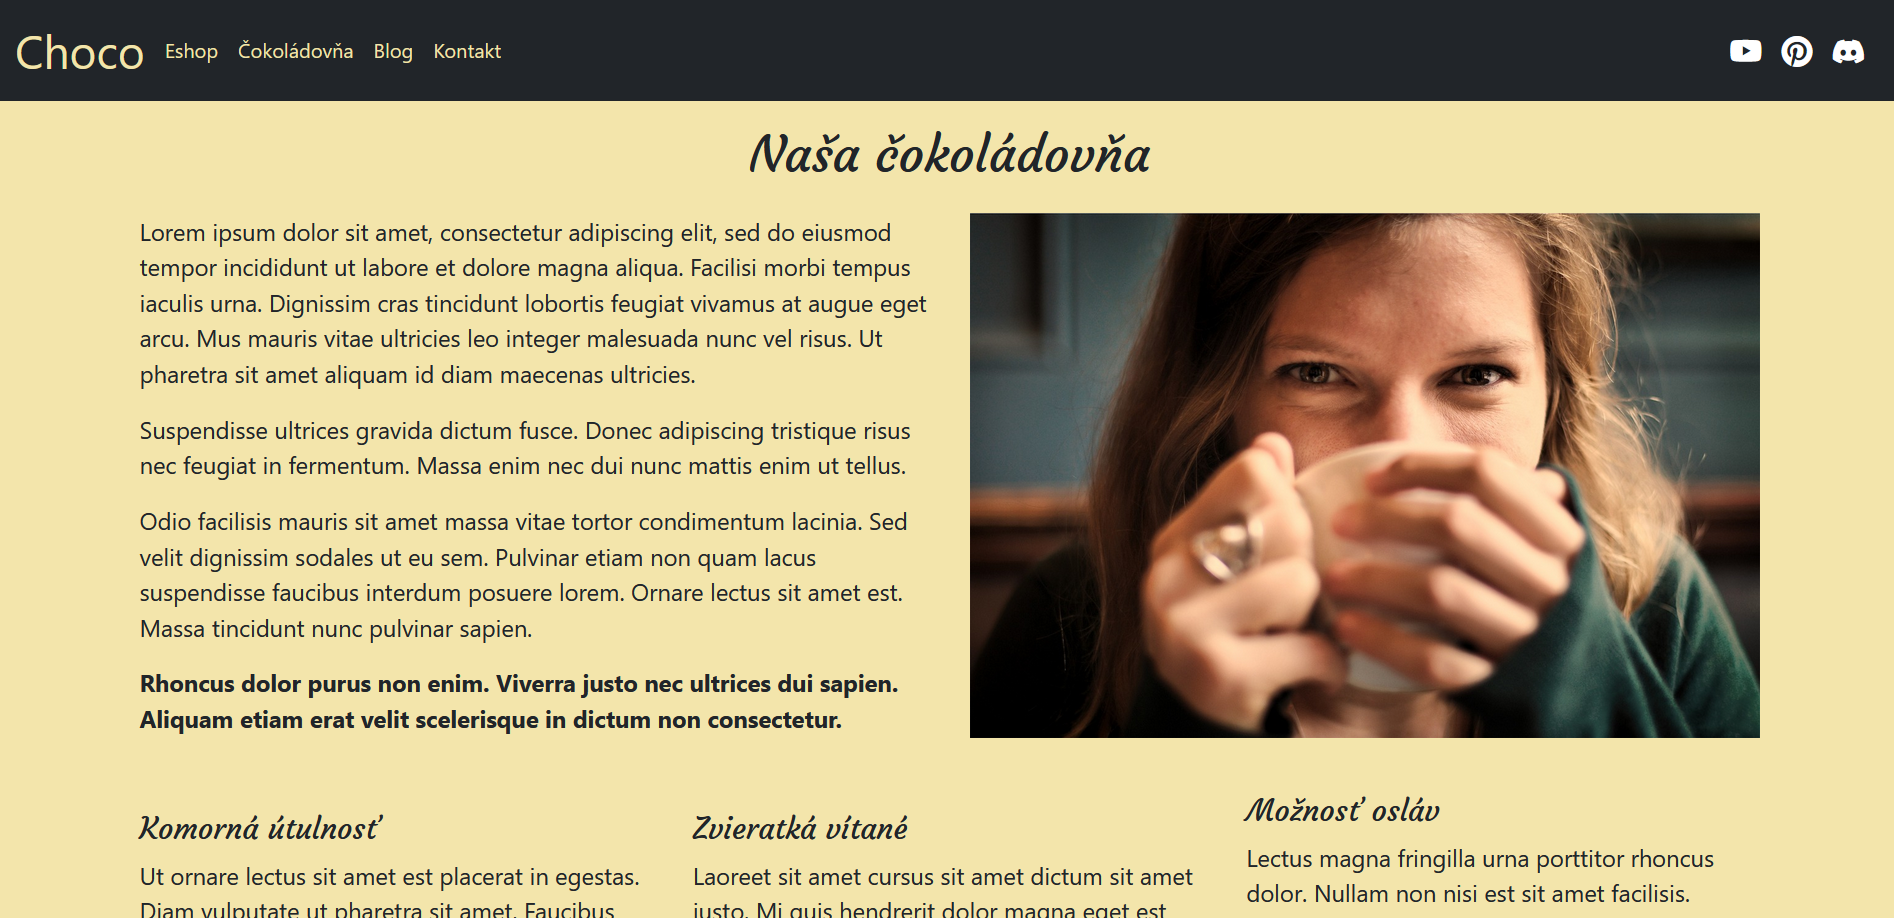 Choco Eshop Čokoládovňa Blog Kontakt
Naša čokoládovňa
Lorem ipsum dolor sit amet, consectetur adipiscing elit, sed do eiusmod
tempor incididunt ut labore et dolore magna aliqua. Facilisi morbi tempus
iaculis urna. Dignissim cras tincidunt lobortis feugiat vivamus at augue eget
arcu. Mus mauris vitae ultricies leo integer malesuada nunc vel risus. Ut
pharetra sit amet aliquam id diam maecenas ultricies.
Suspendisse ultrices gravida dictum fusce. Donec adipiscing tristique risus
nec feugiat in fermentum. Massa enim nec dui nunc mattis enim ut tellus.
Odio facilisis mauris sit amet massa vitae tortor condimentum lacinia. Sed
velit dignissim sodales ut eu sem. Pulvinar etiam non quam lacus
suspendisse faucibus interdum posuere lorem. Ornare lectus sit amet est.
Massa tincidunt nunc pulvinar sapien.
Rhoncus dolor purus non enim. Viverra justo nec ultrices dui sapien.
Aliquam etiam erat velit scelerisque in dictum non consectetur.
Komorná útulnosť
Ut ornare lectus sit amet est placerat in egestas.
Diam vulputate ut pharetra sit amet. Faucibus
Zvieratká vítané
Laoreet sit amet cursus sit amet dictum sit amet
justo. Mi quis hendrerit dolor magna eget est
Možnosť osláv
Lectus magna fringilla urna porttitor rhoncus
dolor. Nullam non nisi est sit amet facilisis.